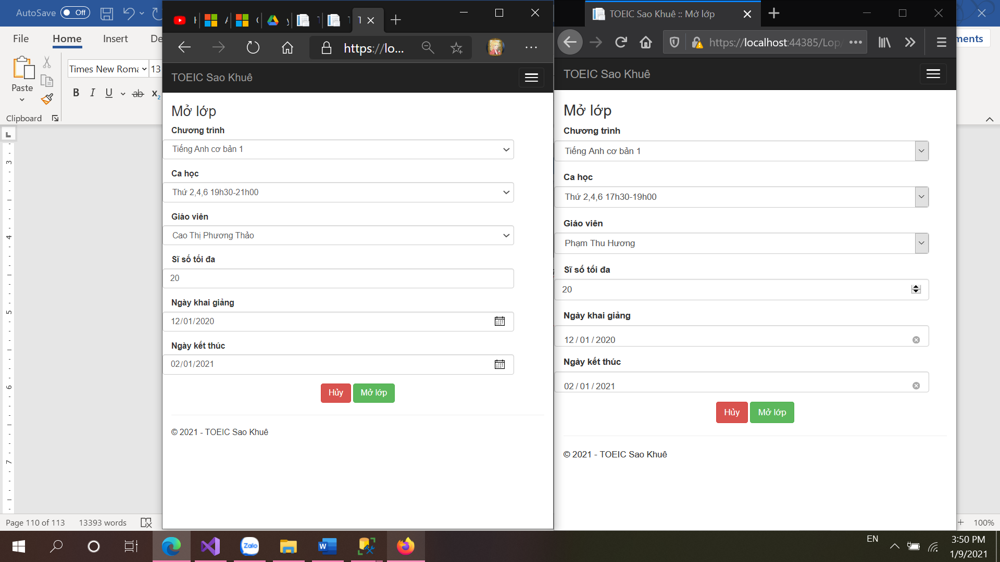 AutoSave Off
File Home Insert De
Times New Roma 13
Paste
B I U ab x2
Clipboard
3
4
5
6
7
Page 110 of 113 13393 words
https://lo...
TOEIC Sao Khuê
Mở lớp
Chương trình
Tiếng Anh cơ bản 1
Ca học
Thứ 2,4,6 19h30-21h00
Giáo viên
Cao Thị Phương Thảo
Sĩ số tối đa
20
Ngày khai giảng
12/01/2020
Ngày kết thúc
02/01/2021
Hủy Mở lớp
© 2021 - TOEIC Sao Khuê
TOEIC Sao Khuê :: Mở lớp
https://localhost:44385/Lop/
TOEIC Sao Khuê
Mở lớp
Chương trình
Tiếng Anh cơ bản 1
Ca học
Thứ 2,4,6 17h30-19h00
Giáo viên
Phạm Thu Hương
Sĩ số tối đa
20
Ngày khai giảng
12 / 01 / 2020
Ngày kết thúc
02 / 01 / 2021
Hủy Mở lớp
© 2021 - TOEIC Sao Khuê
ments
100%
Zalo
W
EN
3:50 PM
1/9/2021